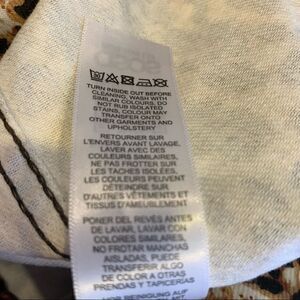 TURN INSIDE OUT BEFORE
CLEANING, WASH WITH
SIMILAR COLOURS, DO
NOT RUB ISOLATED
STAINS, COLOUR MAY
TRANSFER ONTO
OTHER GARMENTS AND
UPHOLSTERY
RETOURNER SUR
L'ENVERS AVANT LAVAGE,
LAVER AVEC DES
COULEURS SIMILAIRES,
NE PAS FROTTER SUR
LES TACHES ISOLÉES.
LES COULEURS PEUVENT
DÉTEINDRE SUR
D'AUTRES VÊTEMENTS ET
TISSUS D'AMEUBLEMENT
PONER DEL REVÉS ANTES
DE LAVAR, LAVAR CON
COLORES SIMILARES,
NO FROTAR MANCHAS
AISLADAS, PUEDE
TRANSFERIR ALGO
DE COLOR A OTRAS
PRENDAS Y TAPICERÍAS
VOR REINIGUNG AUF